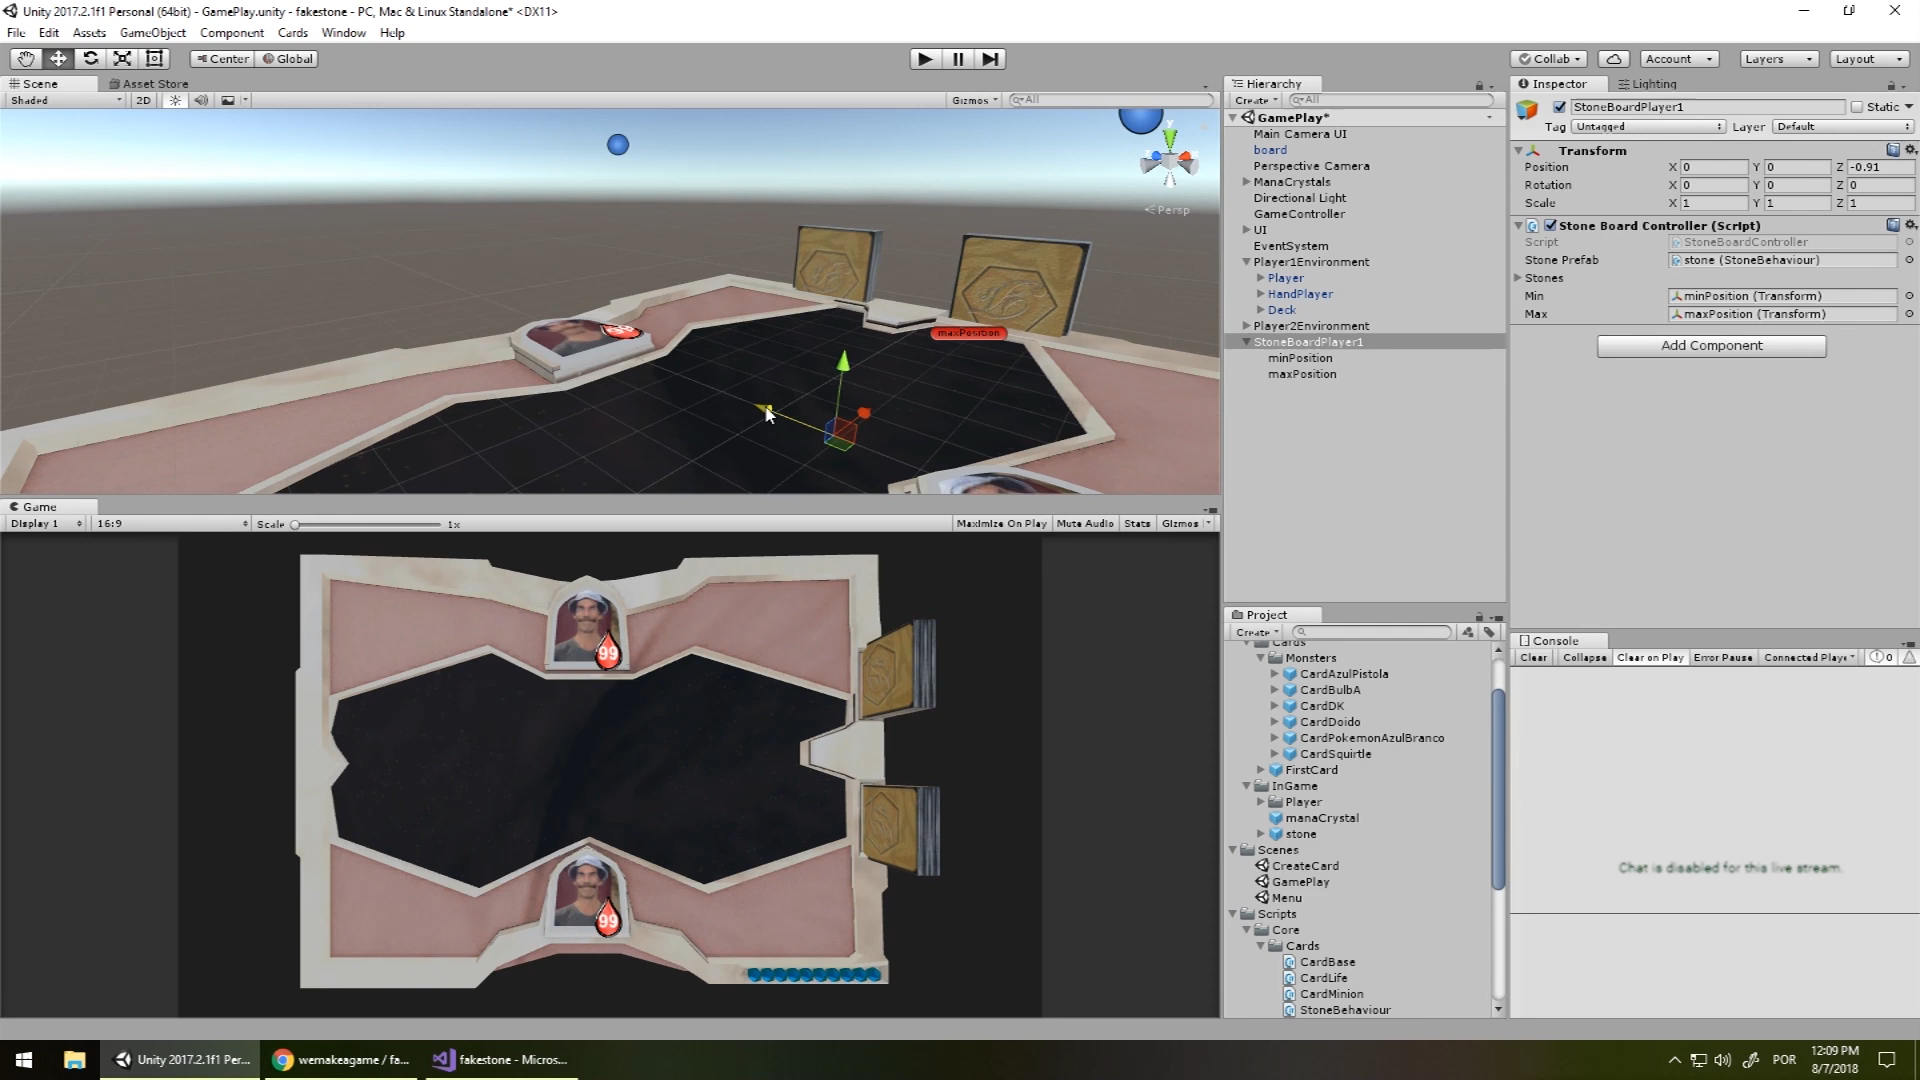 Unity 2017.2.1f1 Personal (64bit) - GamePlay.unity - fakestone - PC, Mac & Linux Standalone* <DX11>
File Edit Assets GameObject Component Cards Window Help
Center Global
Collab Account Layers Layout
Scene Asset Store
Shaded 2D Gizmos All
Persp
y
maxPosition
Game
Display 1 16:9 Scale 1x Maximize On Play Mute Audio Stats Gizmos
99
99
Hierarchy
Create All
GamePlay*
Main Camera UI
board
Perspective Camera
ManaCrystals
Directional Light
GameController
UI
EventSystem
Player1Environment
Player
HandPlayer
Deck
Player2Environment
StoneBoardPlayer1
minPosition
maxPosition
Project
Create
Cards
Monsters
CardAzulPistola
CardBulbA
CardDK
CardDoido
CardPokemonAzulBranco
CardSquirtle
FirstCard
InGame
Player
manaCrystal
stone
Scenes
CreateCard
GamePlay
Menu
Scripts
Core
Cards
CardBase
CardLife
CardMinion
StoneBehaviour
Inspector Lighting
StoneBoardPlayer1 Static
Tag Untagged Layer Default
Transform
Position X 0 Y 0 Z -0.91
Rotation X 0 Y 0 Z 0
Scale X 1 Y 1 Z 1
Stone Board Controller (Script)
Script StoneBoardController
Stone Prefab stone (StoneBehaviour)
Stones
Min minPosition (Transform)
Max maxPosition (Transform)
Add Component
Console
Clear Collapse Clear on Play Error Pause Connected Playe 0
Chat is disabled for this live stream.
Unity 2017.2.1f1 Per... wemakeagame / fa... fakestone - Micros...
POR
12:09 PM
8/7/2018